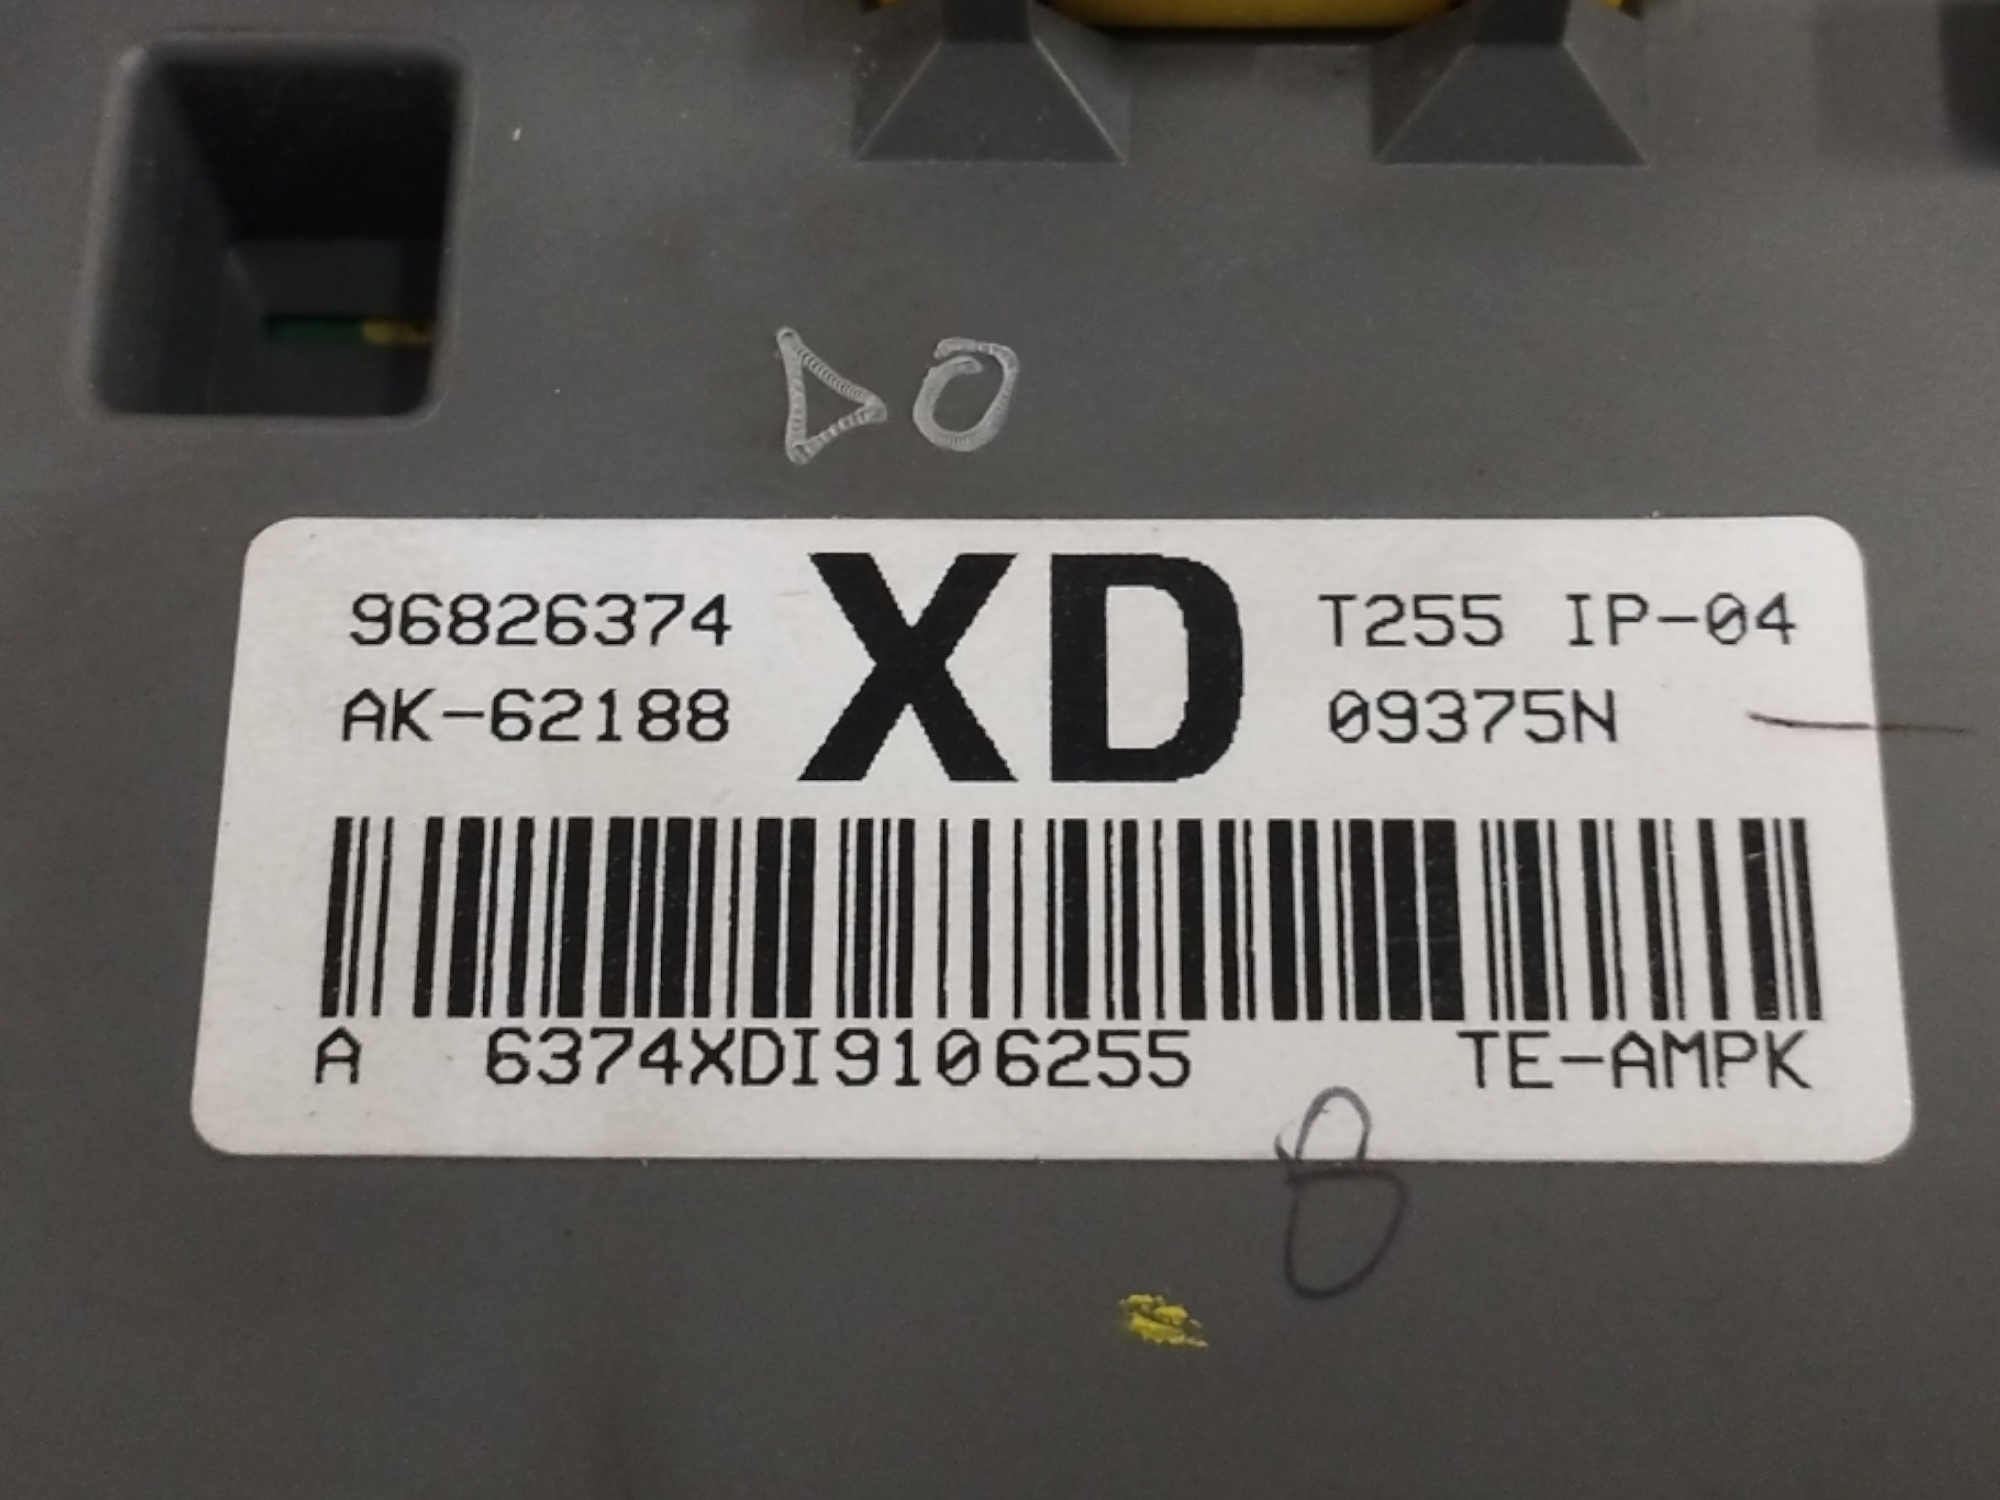 96826374 XD T255 IP-04
AK-62188 09375N
A 6374XDI9106255 TE-AMPK